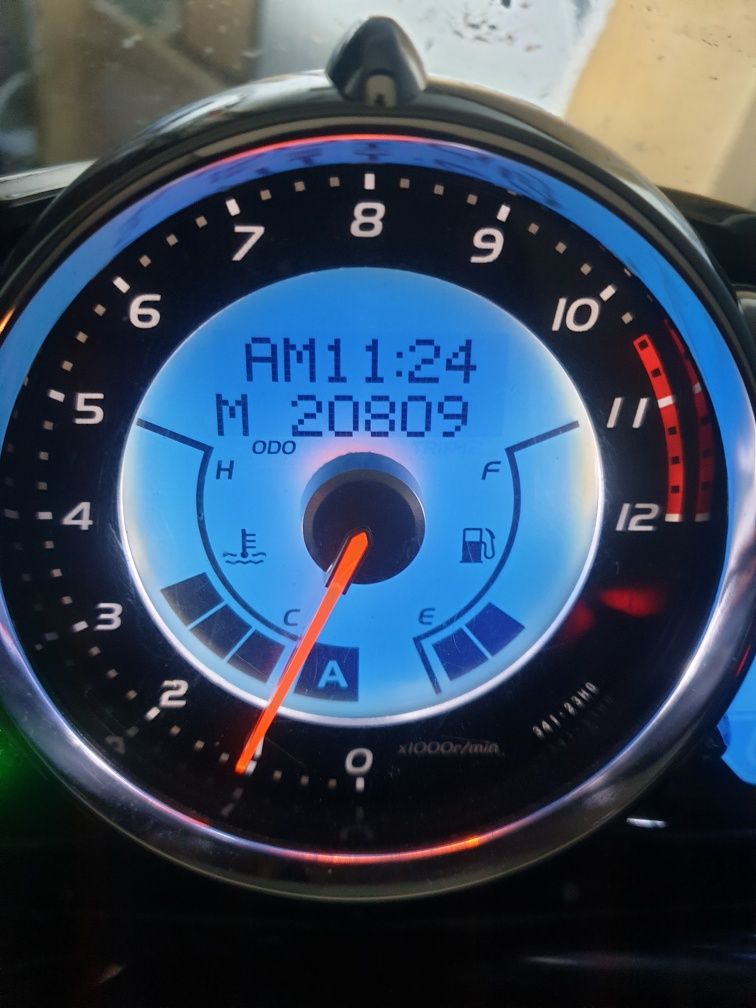 8
7 9
6 10
AM11:24
5 M 20809 11
ODO
H F
4 12
3 C E
2 A
0 x1000r/min